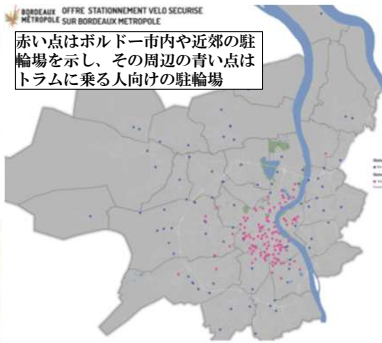 BORDEAUX
MÉTROPOLE
OFFRE STATIONNEMENT VELO SECURISE
SUR BORDEAUX METROPOLE
赤い点はボルドー市内や近郊の駐
輪場を示し、その周辺の青い点は
トラムに乗る人向けの駐輪場